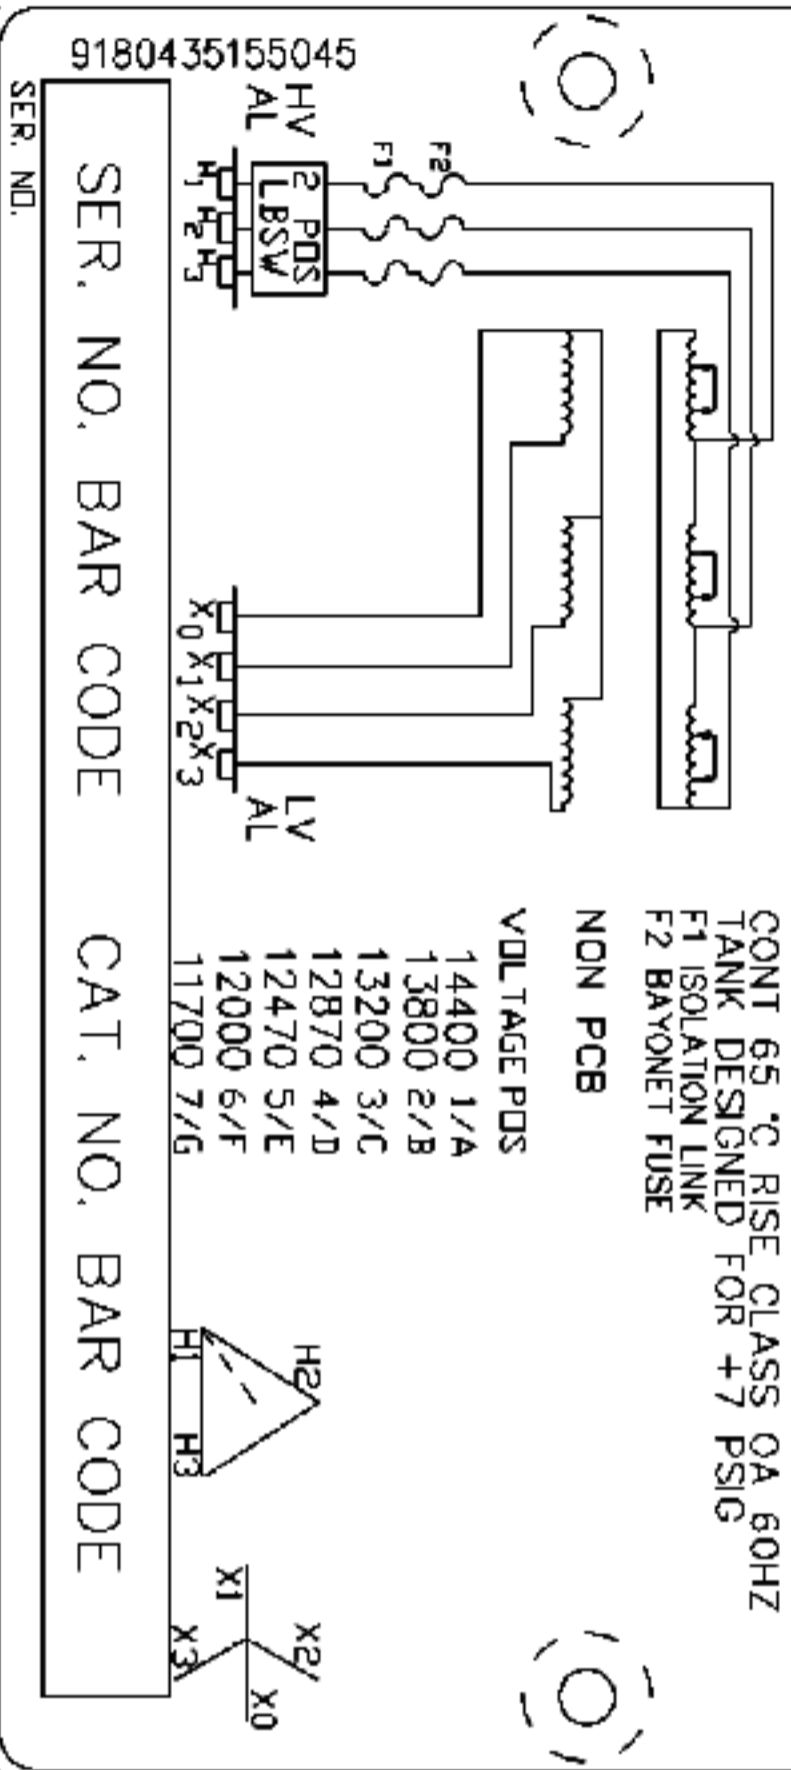 CONT 65 °C RISE CLASS OA 60HZ
TANK DESIGNED FOR +7 PSIG
F1 ISOLATION LINK
F2 BAYONET FUSE
NON PCB
VOLTAGE POS
14400 1/A
13800 2/B
13200 3/C
12870 4/D
12470 5/E
12000 6/F
11700 7/G
F1
F2
HV
AL
2 POS
LBSW
H1
H2
H3
X0
X1
X2
X3
LV
AL
H2
H1
H3
X1
X2
X3
X0
SER. NO. BAR CODE
CAT. NO. BAR CODE
SER. NO.
9180435155045